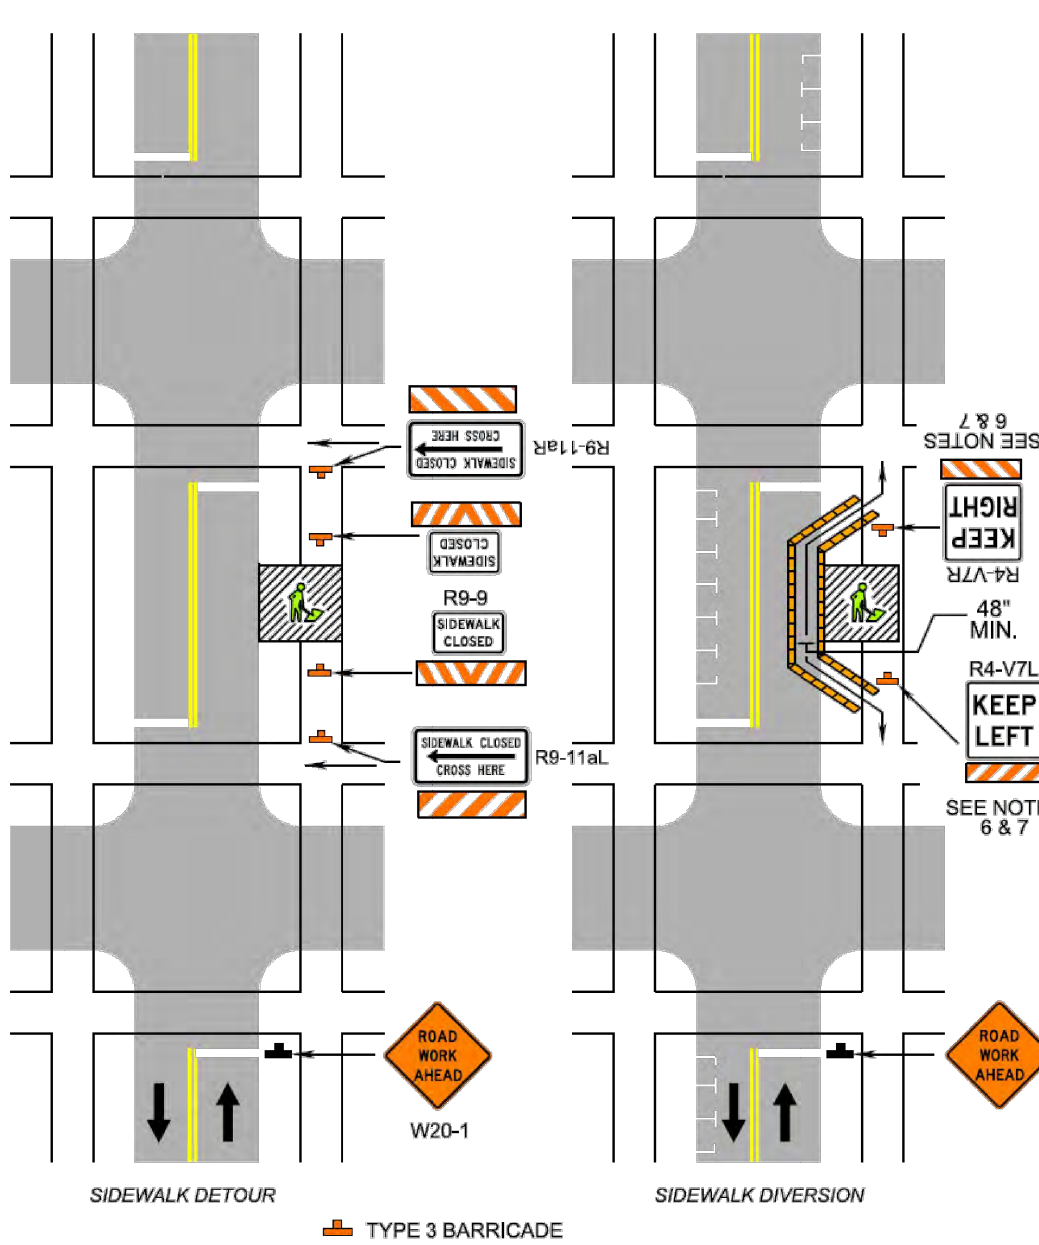 SIDEWALK CLOSED
CROSS HERE
R9-11aR
SIDEWALK
CLOSED
R9-9
SIDEWALK
CLOSED
SIDEWALK CLOSED
CROSS HERE
R9-11aL
ROAD
WORK
AHEAD
W20-1
SIDEWALK DETOUR
SEE NOTES
6 & 7
KEEP
RIGHT
R4-V7R
48"
MIN.
R4-V7L
KEEP
LEFT
SEE NOT
6 & 7
ROAD
WORK
AHEAD
SIDEWALK DIVERSION
TYPE 3 BARRICADE